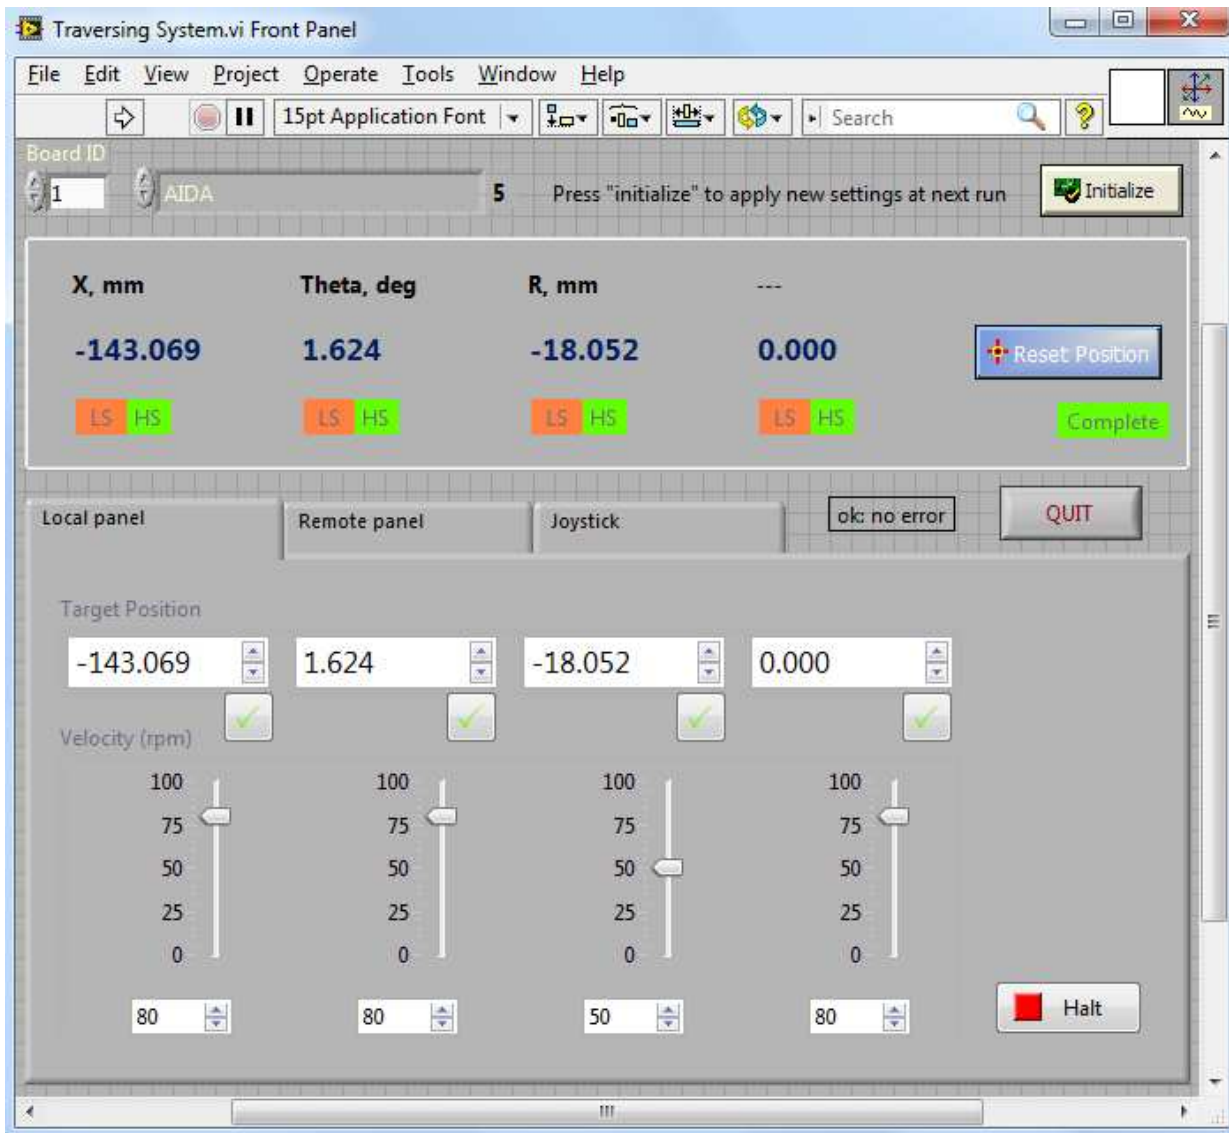 Traversing System.vi Front Panel
File Edit View Project Operate Tools Window Help
15pt Application Font Search
Board ID
1 AIDA 5 Press "initialize" to apply new settings at next run Initialize
X, mm Theta, deg R, mm ---
-143.069 1.624 -18.052 0.000 Reset Position
LS HS LS HS LS HS LS HS Complete
Local panel Remote panel Joystick ok: no error QUIT
Target Position
-143.069 1.624 -18.052 0.000
Velocity (rpm)
100 100 100 100
75 75 75 75
50 50 50 50
25 25 25 25
0 0 0 0
80 80 50 80 Halt